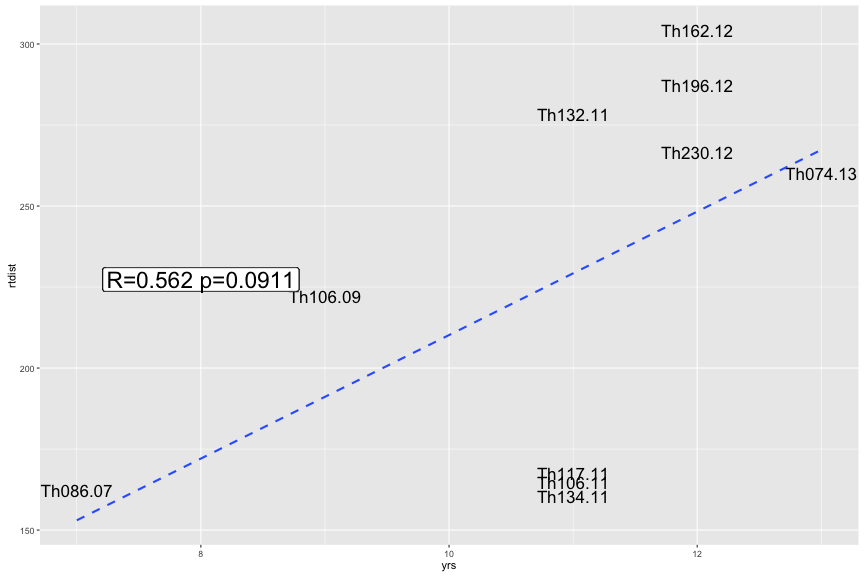 300
Th162.12
Th196.12
Th132.11
Th230.12
Th074.13
250
rtdist
R=0.562 p=0.0911
Th106.09
200
Th117.11
Th106.11
Th134.11
Th086.07
150
8
10
12
yrs